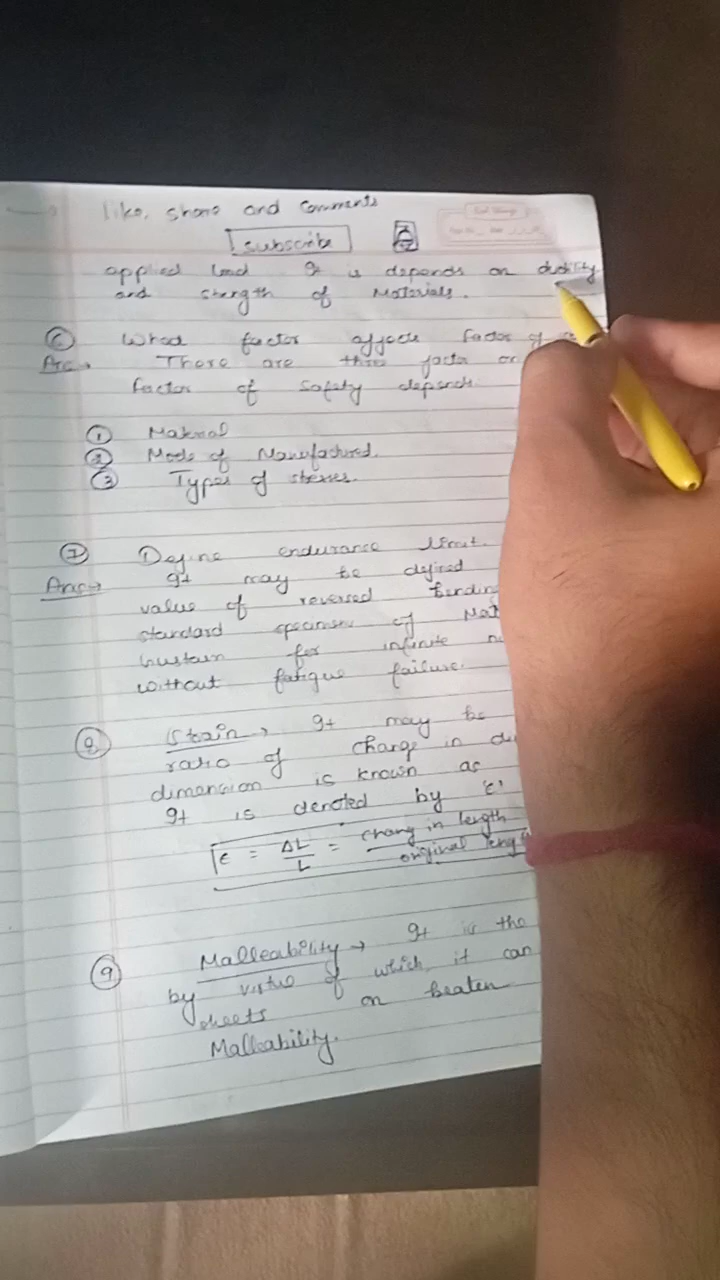 like, share and comments
subscribe
applied load It is depends on ductility
and strength of Materials.
6 What factor affects factor of
Ans→ There are three factor on
factor of safety depends.
1 Material
2 Mode of Manufactured.
3 Types of stresses.
7 Define endurance limit.
Ans→ It may be defined
value of reversed bending
standard specimen of Mat
sustain for infinite n
without fatigue failure.
8 Strain → It may be
ratio of change in di
dimension is known as
It is denoted by 'ε'
ε = ΔL/L = chang in length / original length
9 Malleability → It is the
by virtue of which it can
sheets on beaten
Malleability.